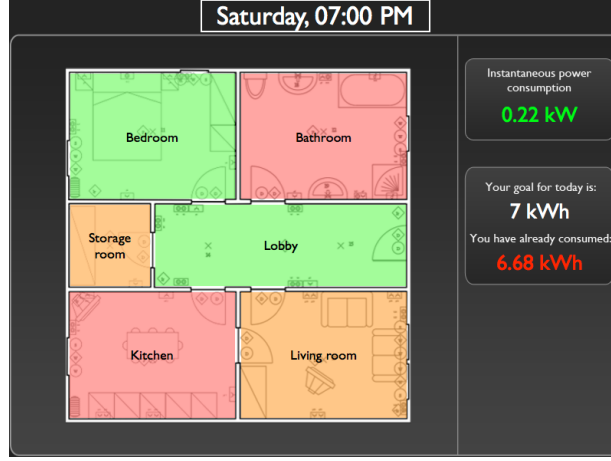 Saturday, 07:00 PM
Instantaneous power
consumption
0.22 kW
Your goal for today is:
7 kWh
You have already consumed:
6.68 kWh
Bedroom
Bathroom
Storage
room
Lobby
Kitchen
Living room